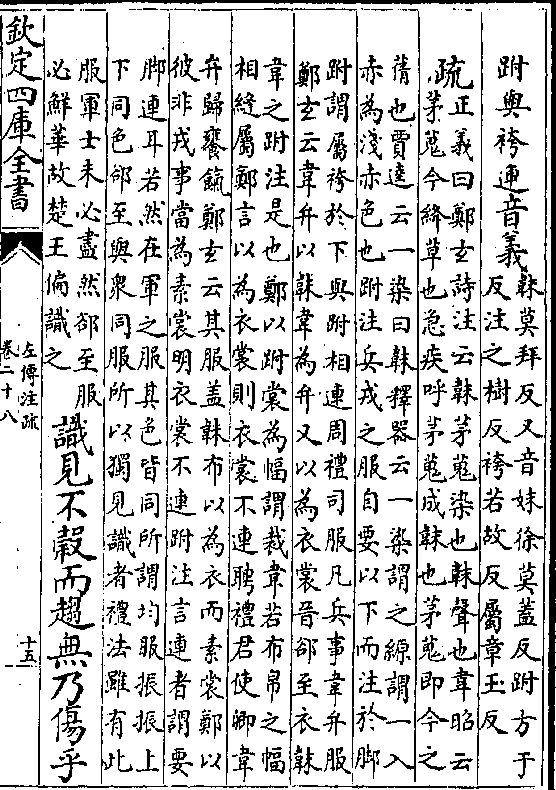 跗與袴連音義韎莫拜反又音妹徐莫蓋反跗方于
反注之樹反袴若故反屬章玉反
疏正義曰鄭玄詩注云韎茅蒐染也韎聲也韋昭云
茅蒐今絳草也急疾呼茅蒐成韎也茅蒐即今之
蒨也賈逵云一染曰韎釋器云一染謂之縓謂一入
赤為淺赤色也跗注兵戎之服自要以下而注於脚
跗謂屬袴於下與跗相連周禮司服凡兵事韋弁服
鄭玄云韋弁以韎韋為弁又以為衣裳晉郤至衣韎
韋之跗注是也鄭以跗裳為幅謂裁韋若布帛之幅
相縫屬鄭言以為衣裳則衣裳不連聘禮君使卿韋
弁歸饔餼鄭玄云其服蓋韎布以為衣而素裳鄭以
彼非戎事當為素裳明衣裳不連跗注言連者謂要
脚連耳若然在軍之服其色皆同所謂均服振振上
下同色郤至與衆同服所以獨見識者禮法雖有此
服軍士未必盡然郤至服
必鮮華故楚王偏識之
識見不穀而趨無乃傷乎
欽定四庫全書
左傳注疏
卷二十八
十五